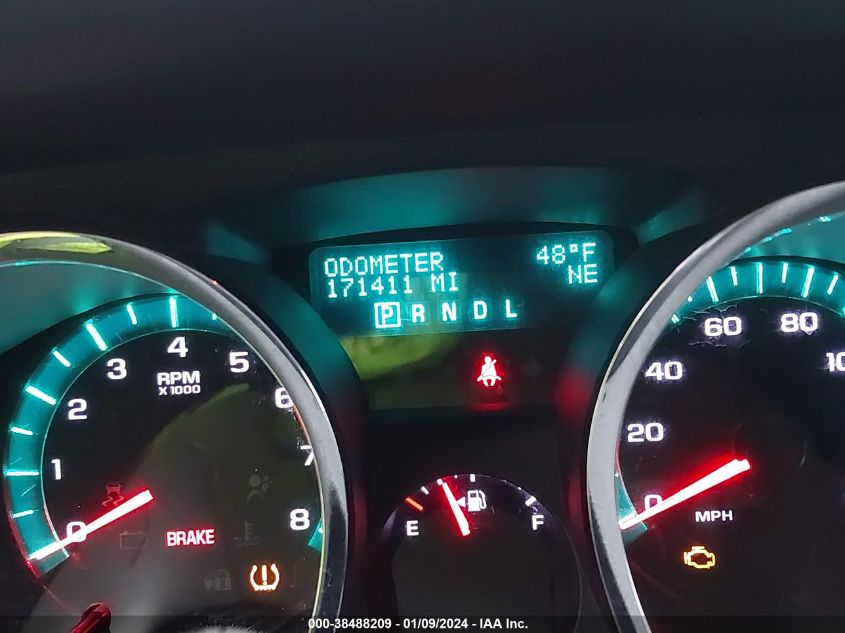 ODOMETER 48°F
171411 MI NE
P R N D L
0 1 2 3 4 5 6 7 8
RPM
X1000
BRAKE
E F
0 20 40 60 80
MPH
000-38488209 - 01/09/2024 - IAA Inc.